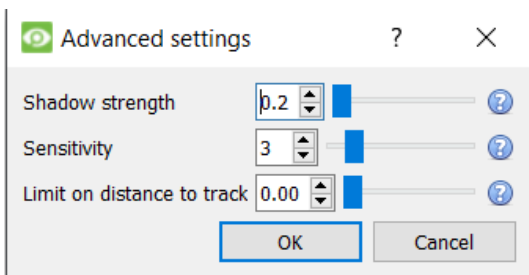 Advanced settings ?
Shadow strength 0.2 ?
Sensitivity 3 ?
Limit on distance to track 0.00 ?
OK Cancel